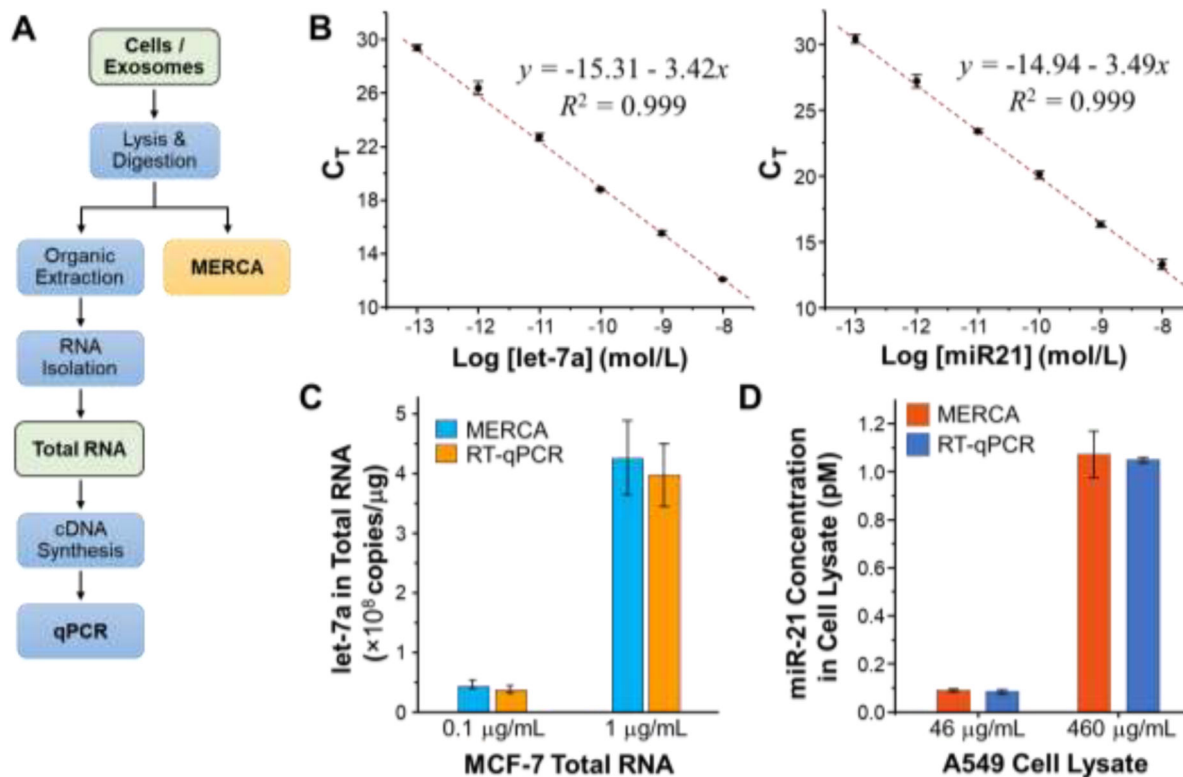 A
Cells /
Exosomes
Lysis &
Digestion
Organic
Extraction
MERCA
RNA
Isolation
Total RNA
cDNA
Synthesis
qPCR
B
30
26
22
18
14
10
C_T
y = -15.31 - 3.42x
R² = 0.999
-13 -12 -11 -10 -9 -8
Log [let-7a] (mol/L)
30
25
20
15
10
C_T
y = -14.94 - 3.49x
R² = 0.999
-13 -12 -11 -10 -9 -8
Log [miR21] (mol/L)
C
let-7a in Total RNA
(×10⁸ copies/µg)
5
4
3
2
1
0
MERCA
RT-qPCR
0.1 µg/mL 1 µg/mL
MCF-7 Total RNA
D
miR-21 Concentration
in Cell Lysate (pM)
1.2
1.0
0.8
0.6
0.4
0.2
0.0
MERCA
RT-qPCR
46 µg/mL 460 µg/mL
A549 Cell Lysate